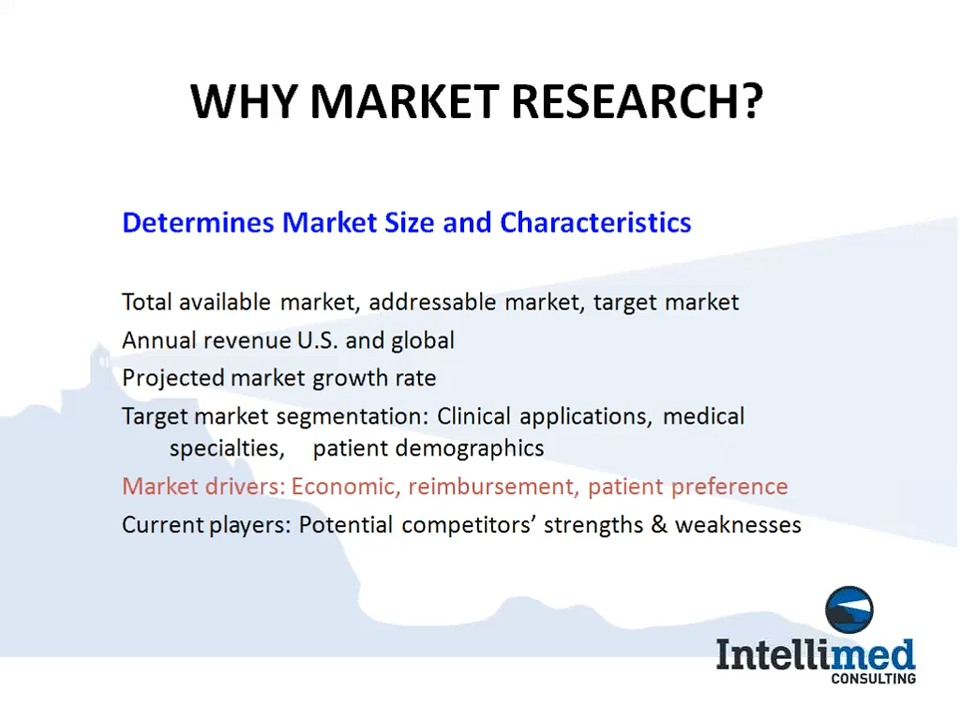 WHY MARKET RESEARCH?
Determines Market Size and Characteristics
Total available market, addressable market, target market
Annual revenue U.S. and global
Projected market growth rate
Target market segmentation: Clinical applications, medical
specialties, patient demographics
Market drivers: Economic, reimbursement, patient preference
Current players: Potential competitors’ strengths & weaknesses
Intellimed
CONSULTING